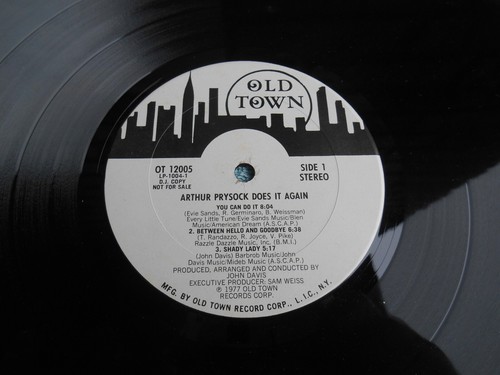 OLD
TOWN
OT 12005
LP-1004-1
D.J. COPY
NOT FOR SALE
SIDE 1
STEREO
ARTHUR PRYSOCK DOES IT AGAIN
YOU CAN DO IT 8:04
(Evie Sands, R. Germinaro, B. Weissman)
Every Little Tune/Evie Sands Music/Blen
Music/American Dream (A.S.C.A.P.)
2. BETWEEN HELLO AND GOODBYE 6:38
(T. Randazzo, R. Joyce, V. Pike)
Razzle Dazzle Music, Inc. (B.M.I.)
3. SHADY LADY 5:17
(John Davis) Barbrob Music/John
Davis Music/Mideb Music (A.S.C.A.P.)
PRODUCED, ARRANGED AND CONDUCTED BY
JOHN DAVIS
EXECUTIVE PRODUCER: SAM WEISS
℗ 1977 OLD TOWN
RECORDS CORP.
MFG. BY OLD TOWN RECORD CORP., L.I.C., N.Y.